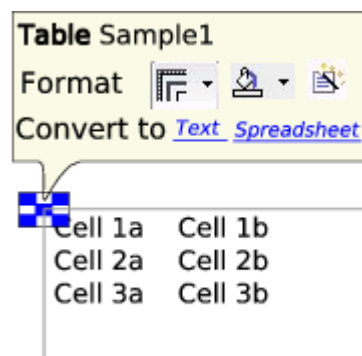 Table Sample1
Format
Convert to Text Spreadsheet
Cell 1a Cell 1b
Cell 2a Cell 2b
Cell 3a Cell 3b